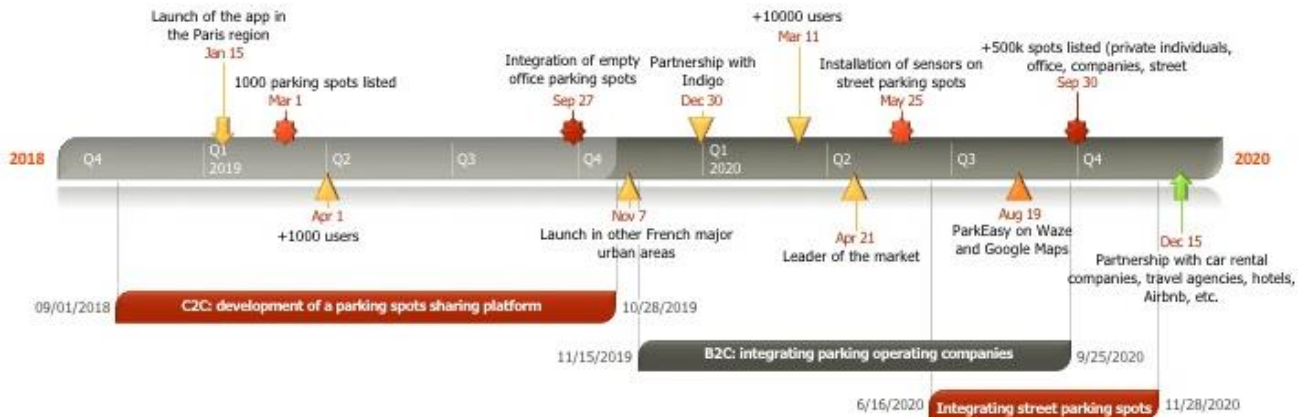 Launch of the app in
the Paris region
Jan 15
1000 parking spots listed
Mar 1
Integration of empty
office parking spots
Sep 27
Partnership with
Indigo
Dec 30
+10000 users
Mar 11
Installation of sensors on
street parking spots
May 25
+500k spots listed (private individuals,
office, companies, street
Sep 30
2018
Q4
Q1
2019
Q2
Q3
Q4
Q1
2020
Q2
Q3
Q4
2020
Apr 1
+1000 users
Nov 7
Launch in other French major
urban areas
Apr 21
Leader of the market
Aug 19
ParkEasy on Waze
and Google Maps
Dec 15
Partnership with car rental
companies, travel agencies, hotels,
Airbnb, etc.
09/01/2018
C2C: development of a parking spots sharing platform
10/28/2019
11/15/2019
B2C: integrating parking operating companies
9/25/2020
6/16/2020
Integrating street parking spots
11/28/2020